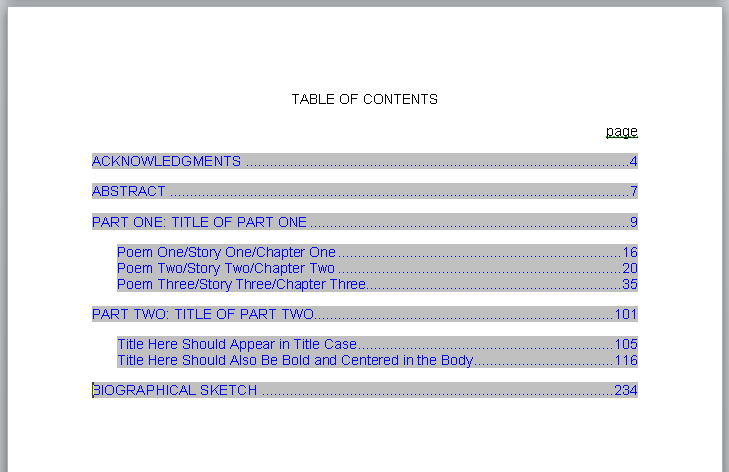 TABLE OF CONTENTS
page
ACKNOWLEDGMENTS ........................................................................................4
ABSTRACT ........................................................................................................7
PART ONE: TITLE OF PART ONE..........................................................................9
Poem One/Story One/Chapter One......................................................................16
Poem Two/Story Two/Chapter Two......................................................................20
Poem Three/Story Three/Chapter Three...............................................................35
PART TWO: TITLE OF PART TWO........................................................................101
Title Here Should Appear in Title Case................................................................105
Title Here Should Also Be Bold and Centered in the Body...................................116
BIOGRAPHICAL SKETCH ....................................................................................234